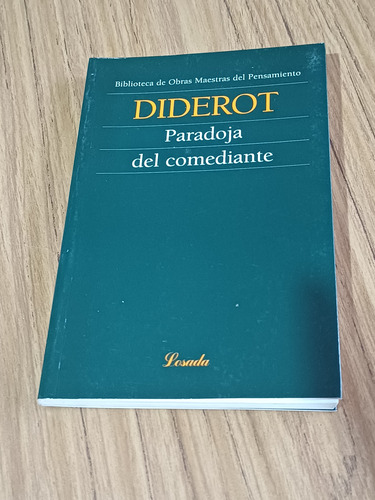 Biblioteca de Obras Maestras del Pensamiento
DIDEROT
Paradoja
del comediante
Losada